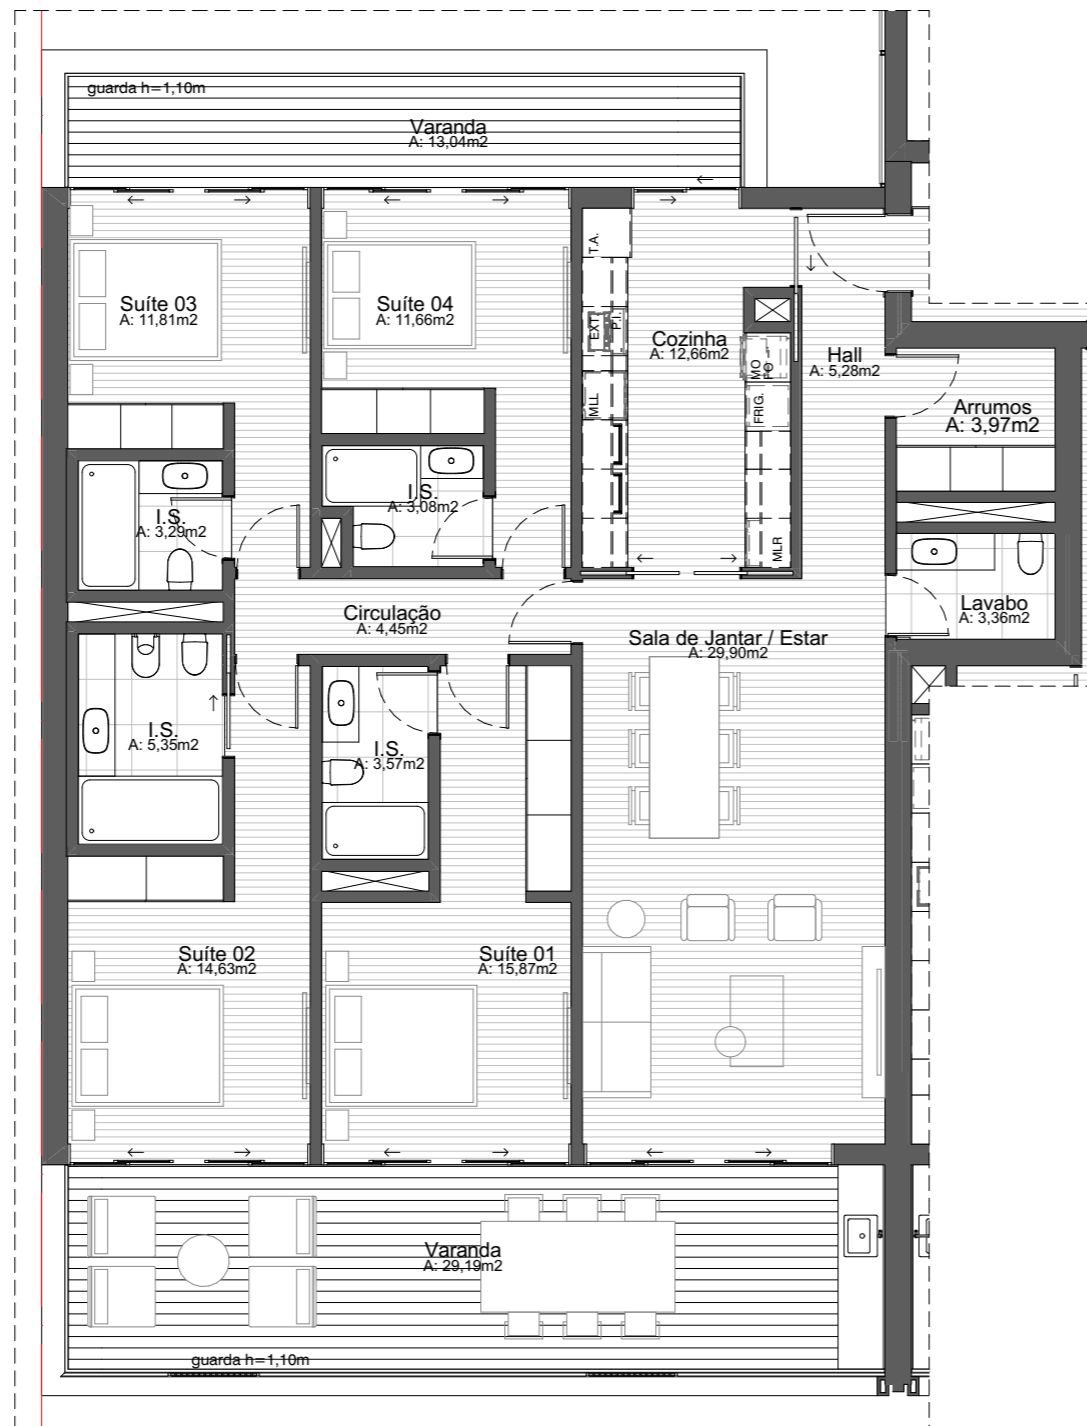 guarda h=1,10m
Varanda
A: 13,04m2
Suíte 03
A: 11,81m2
Suíte 04
A: 11,66m2
T.A.
EXT.
P.I.
MLL
Cozinha
A: 12,66m2
MO
FO
FRIG.
MLR
Hall
A: 5,28m2
Arrumos
A: 3,97m2
I.S.
A: 3,29m2
I.S.
A: 3,08m2
Circulação
A: 4,45m2
Sala de Jantar / Estar
A: 29,90m2
Lavabo
A: 3,36m2
I.S.
A: 5,35m2
I.S.
A: 3,57m2
Suíte 02
A: 14,63m2
Suíte 01
A: 15,87m2
Varanda
A: 29,19m2
guarda h=1,10m